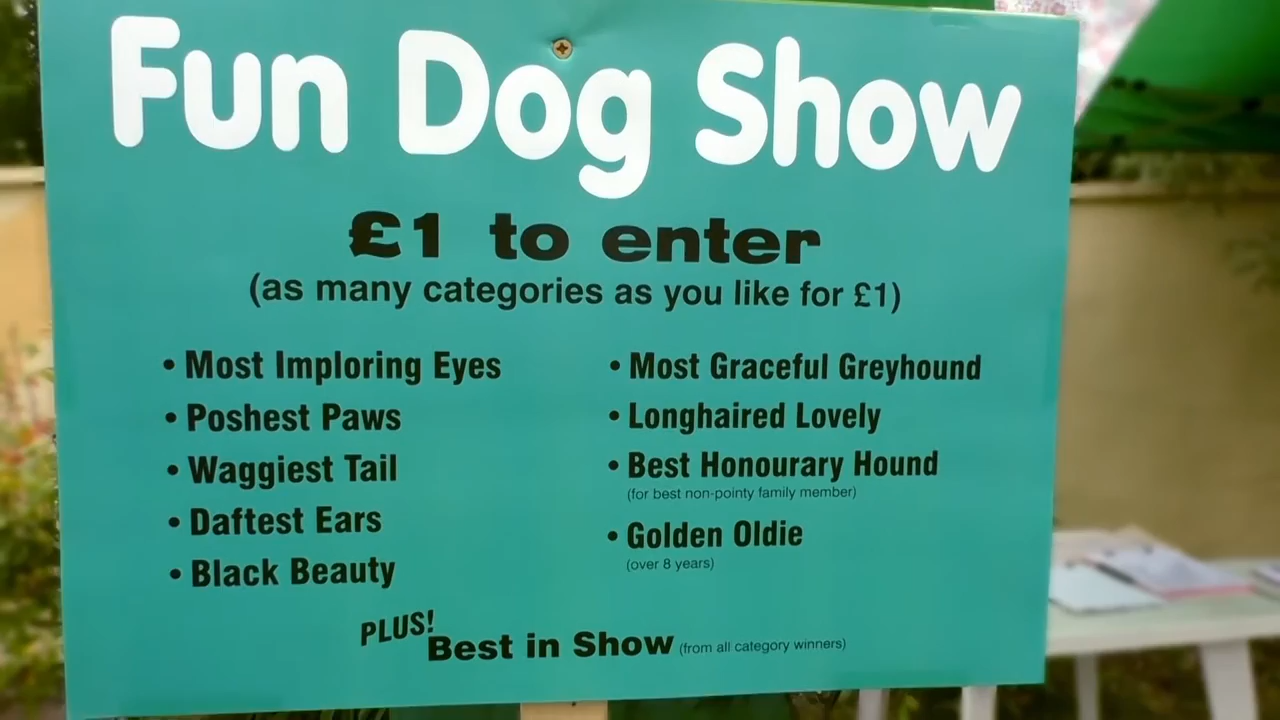 Fun Dog Show
£1 to enter
(as many categories as you like for £1)
• Most Imploring Eyes
• Poshest Paws
• Waggiest Tail
• Daftest Ears
• Black Beauty
• Most Graceful Greyhound
• Longhaired Lovely
• Best Honourary Hound
(for best non-pointy family member)
• Golden Oldie
(over 8 years)
PLUS!
Best in Show (from all category winners)